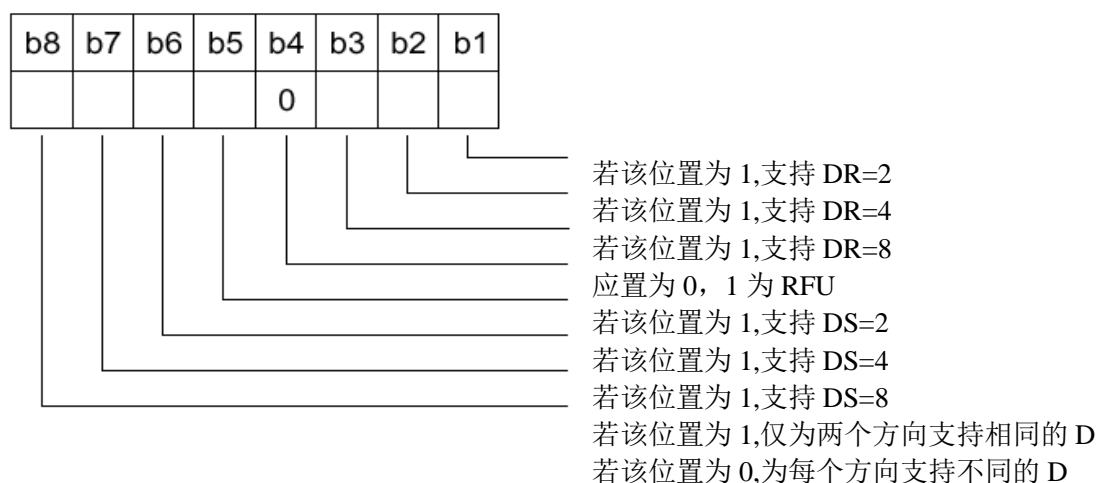 b8 b7 b6 b5 b4 b3 b2 b1
0
若该位置为 1,支持 DR=2
若该位置为 1,支持 DR=4
若该位置为 1,支持 DR=8
应置为 0，1 为 RFU
若该位置为 1,支持 DS=2
若该位置为 1,支持 DS=4
若该位置为 1,支持 DS=8
若该位置为 1,仅为两个方向支持相同的 D
若该位置为 0,为每个方向支持不同的 D